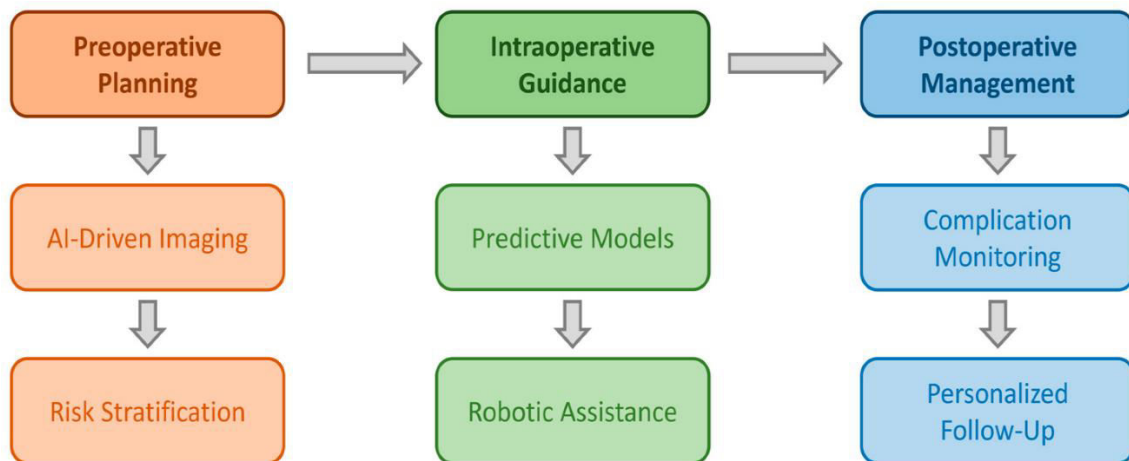 Preoperative
Planning
Intraoperative
Guidance
Postoperative
Management
AI-Driven Imaging
Predictive Models
Complication
Monitoring
Risk Stratification
Robotic Assistance
Personalized
Follow-Up